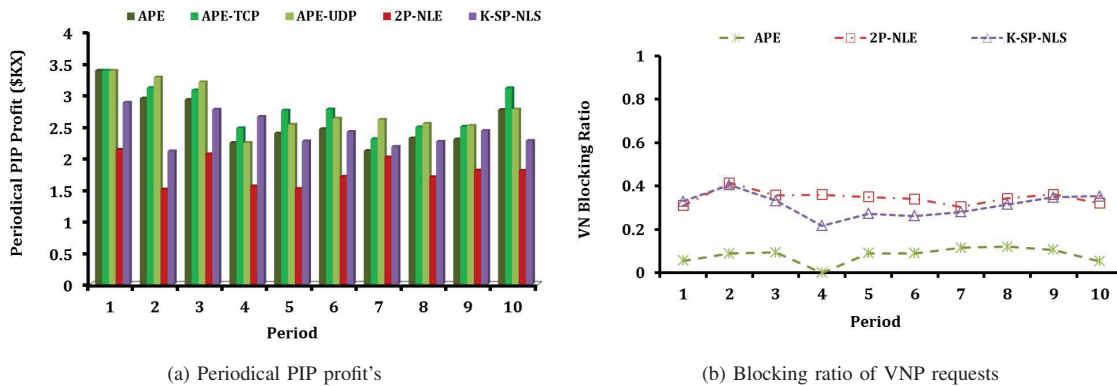 APE APE-TCP APE-UDP 2P-NLE K-SP-NLS
Periodical PIP Profit ($KX)
4
3.5
3
2.5
2
1.5
1
0.5
0
1 2 3 4 5 6 7 8 9 10
Period
(a) Periodical PIP profit's
APE 2P-NLE K-SP-NLS
VN Blocking Ratio
1
0.8
0.6
0.4
0.2
0
1 2 3 4 5 6 7 8 9 10
Period
(b) Blocking ratio of VNP requests